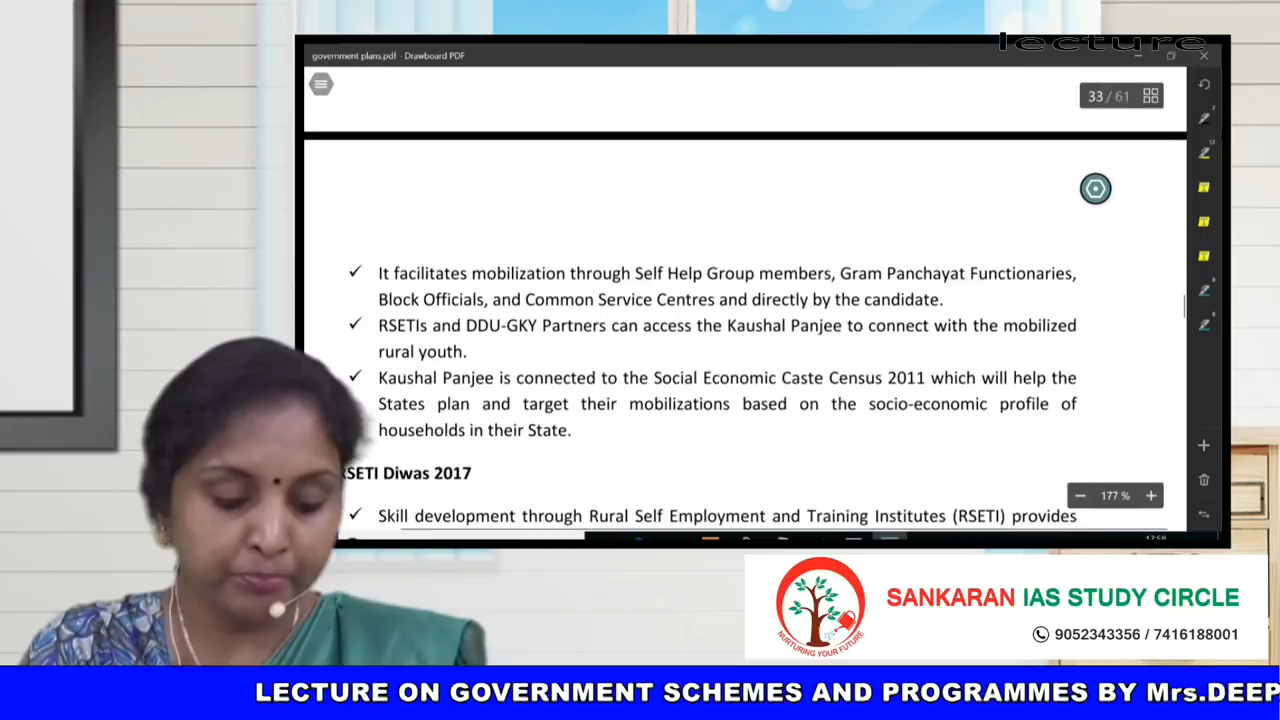 lecture
government plans.pdf - Drawboard PDF
33 / 61
It facilitates mobilization through Self Help Group members, Gram Panchayat Functionaries,
Block Officials, and Common Service Centres and directly by the candidate.
RSETIs and DDU-GKY Partners can access the Kaushal Panjee to connect with the mobilized
rural youth.
Kaushal Panjee is connected to the Social Economic Caste Census 2011 which will help the
States plan and target their mobilizations based on the socio-economic profile of
households in their State.
RSETI Diwas 2017
177 %
Skill development through Rural Self Employment and Training Institutes (RSETI) provides
NURTURING YOUR FUTURE
SANKARAN IAS STUDY CIRCLE
9052343356 / 7416188001
LECTURE ON GOVERNMENT SCHEMES AND PROGRAMMES BY Mrs.DEEP